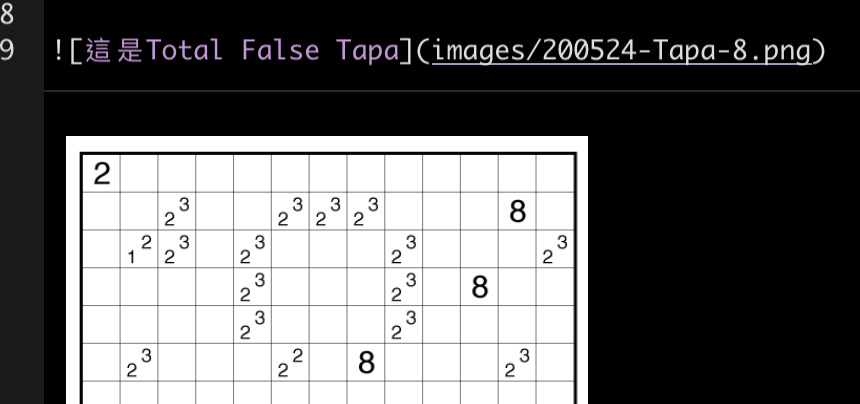 8
9 ![這是Total False Tapa](images/200524-Tapa-8.png)
2
2 3 2 3 2 3 2 3 8
1 2 2 3 2 3 2 3 2 3
2 3 2 3 8
2 3 2 3
2 3 2 2 8 2 3